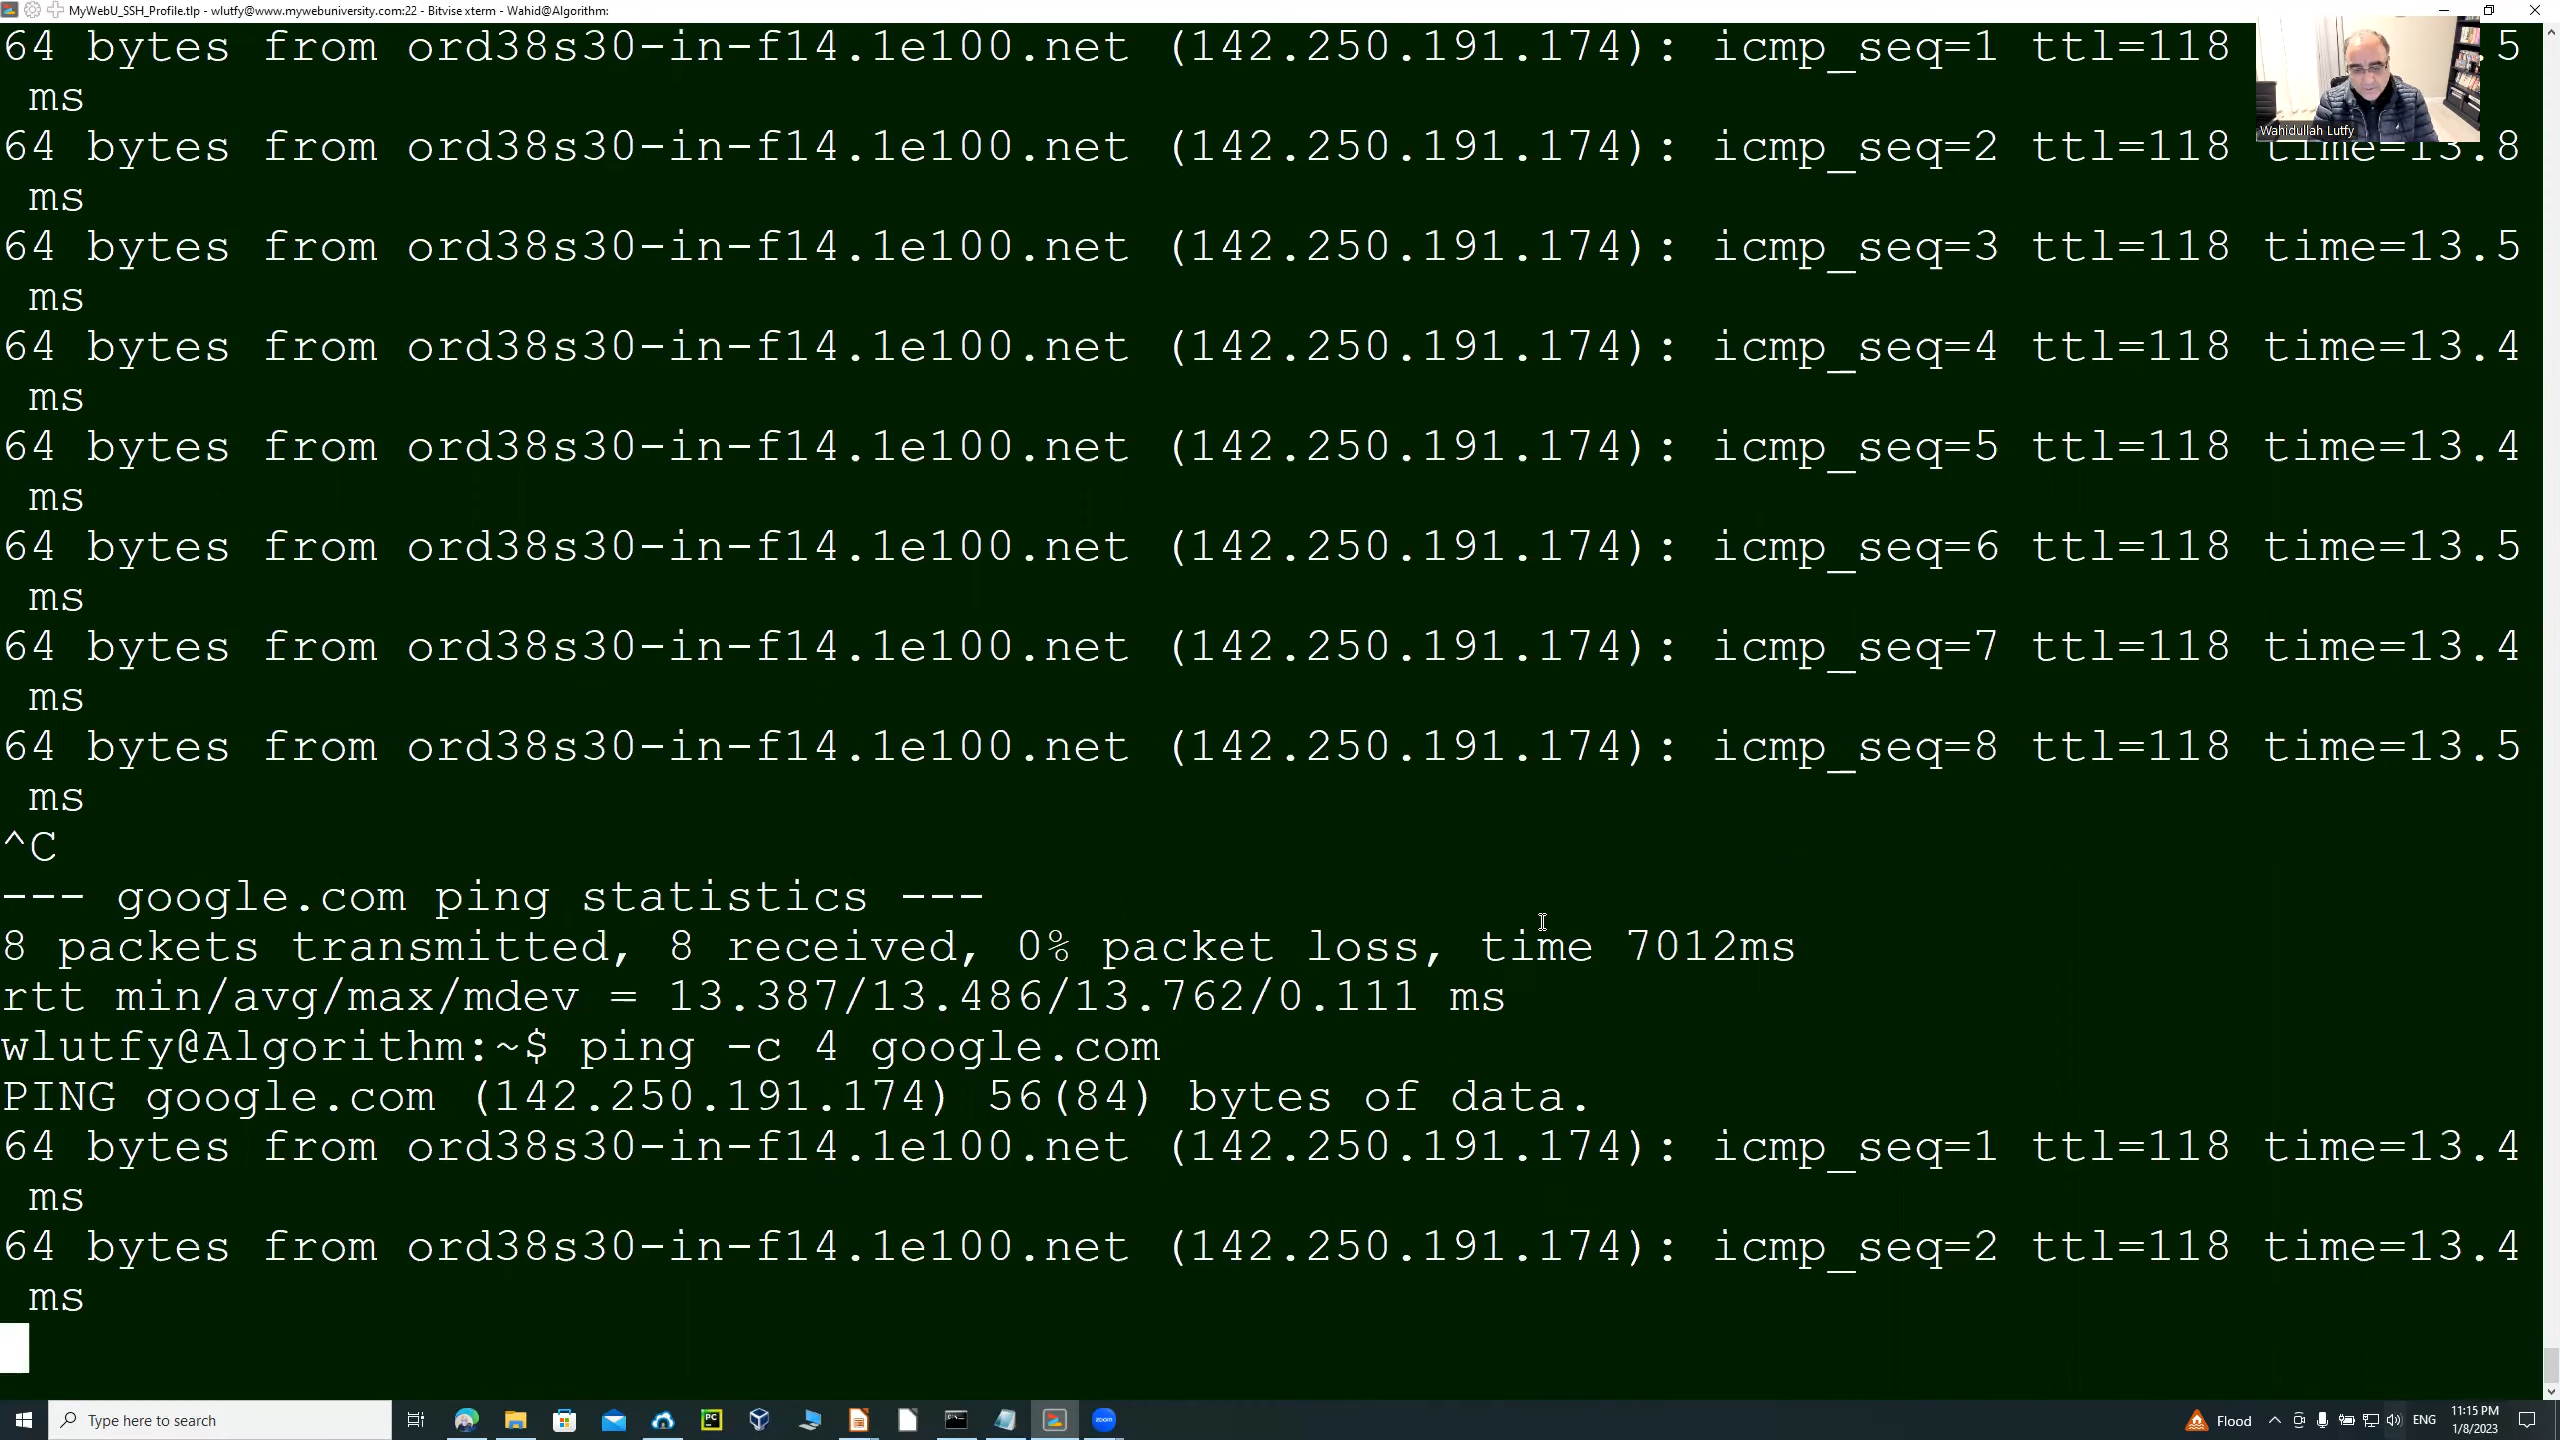 MyWebU_SSH_Profile.tlp - wlutfy@www.mywebuniversity.com:22 - Bitvise xterm - Wahid@Algorithm:
64 bytes from ord38s30-in-f14.1e100.net (142.250.191.174): icmp_seq=1 ttl=118 .5
ms
Wahidullah Lutfy
64 bytes from ord38s30-in-f14.1e100.net (142.250.191.174): icmp_seq=2 ttl=118 time=13.8
ms
64 bytes from ord38s30-in-f14.1e100.net (142.250.191.174): icmp_seq=3 ttl=118 time=13.5
ms
64 bytes from ord38s30-in-f14.1e100.net (142.250.191.174): icmp_seq=4 ttl=118 time=13.4
ms
64 bytes from ord38s30-in-f14.1e100.net (142.250.191.174): icmp_seq=5 ttl=118 time=13.4
ms
64 bytes from ord38s30-in-f14.1e100.net (142.250.191.174): icmp_seq=6 ttl=118 time=13.5
ms
64 bytes from ord38s30-in-f14.1e100.net (142.250.191.174): icmp_seq=7 ttl=118 time=13.4
ms
64 bytes from ord38s30-in-f14.1e100.net (142.250.191.174): icmp_seq=8 ttl=118 time=13.5
ms
^C
--- google.com ping statistics ---
8 packets transmitted, 8 received, 0% packet loss, time 7012ms
rtt min/avg/max/mdev = 13.387/13.486/13.762/0.111 ms
wlutfy@Algorithm:~$ ping -c 4 google.com
PING google.com (142.250.191.174) 56(84) bytes of data.
64 bytes from ord38s30-in-f14.1e100.net (142.250.191.174): icmp_seq=1 ttl=118 time=13.4
ms
64 bytes from ord38s30-in-f14.1e100.net (142.250.191.174): icmp_seq=2 ttl=118 time=13.4
ms
Type here to search
PC
zoom
Flood
ENG
11:15 PM
1/8/2023